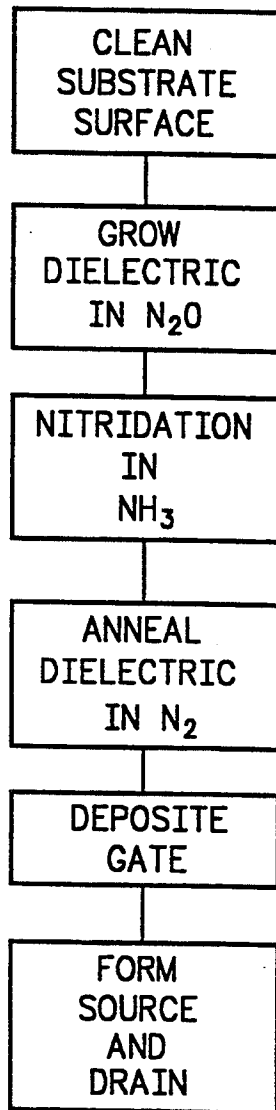 CLEAN
SUBSTRATE
SURFACE
GROW
DIELECTRIC
IN N₂O
NITRIDATION
IN
NH₃
ANNEAL
DIELECTRIC
IN N₂
DEPOSITE
GATE
FORM
SOURCE
AND
DRAIN